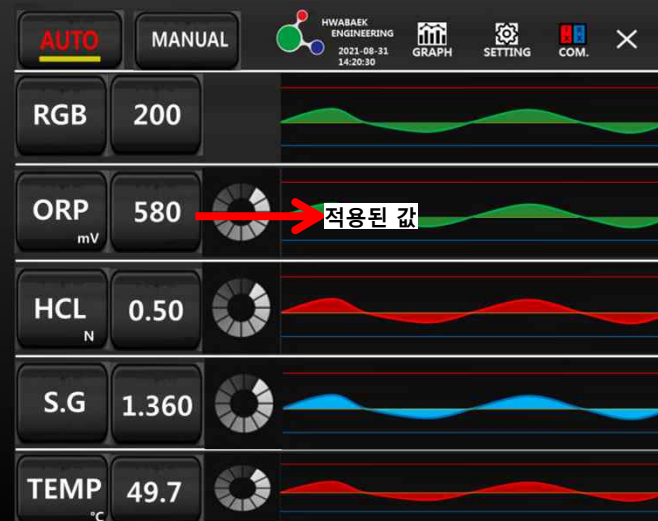 AUTO
MANUAL
HWABAEK
ENGINEERING
2021-08-31
14:20:30
GRAPH
SETTING
COM.
RGB
200
ORP
mV
580
적용된 값
HCL
N
0.50
S.G
1.360
TEMP
°C
49.7